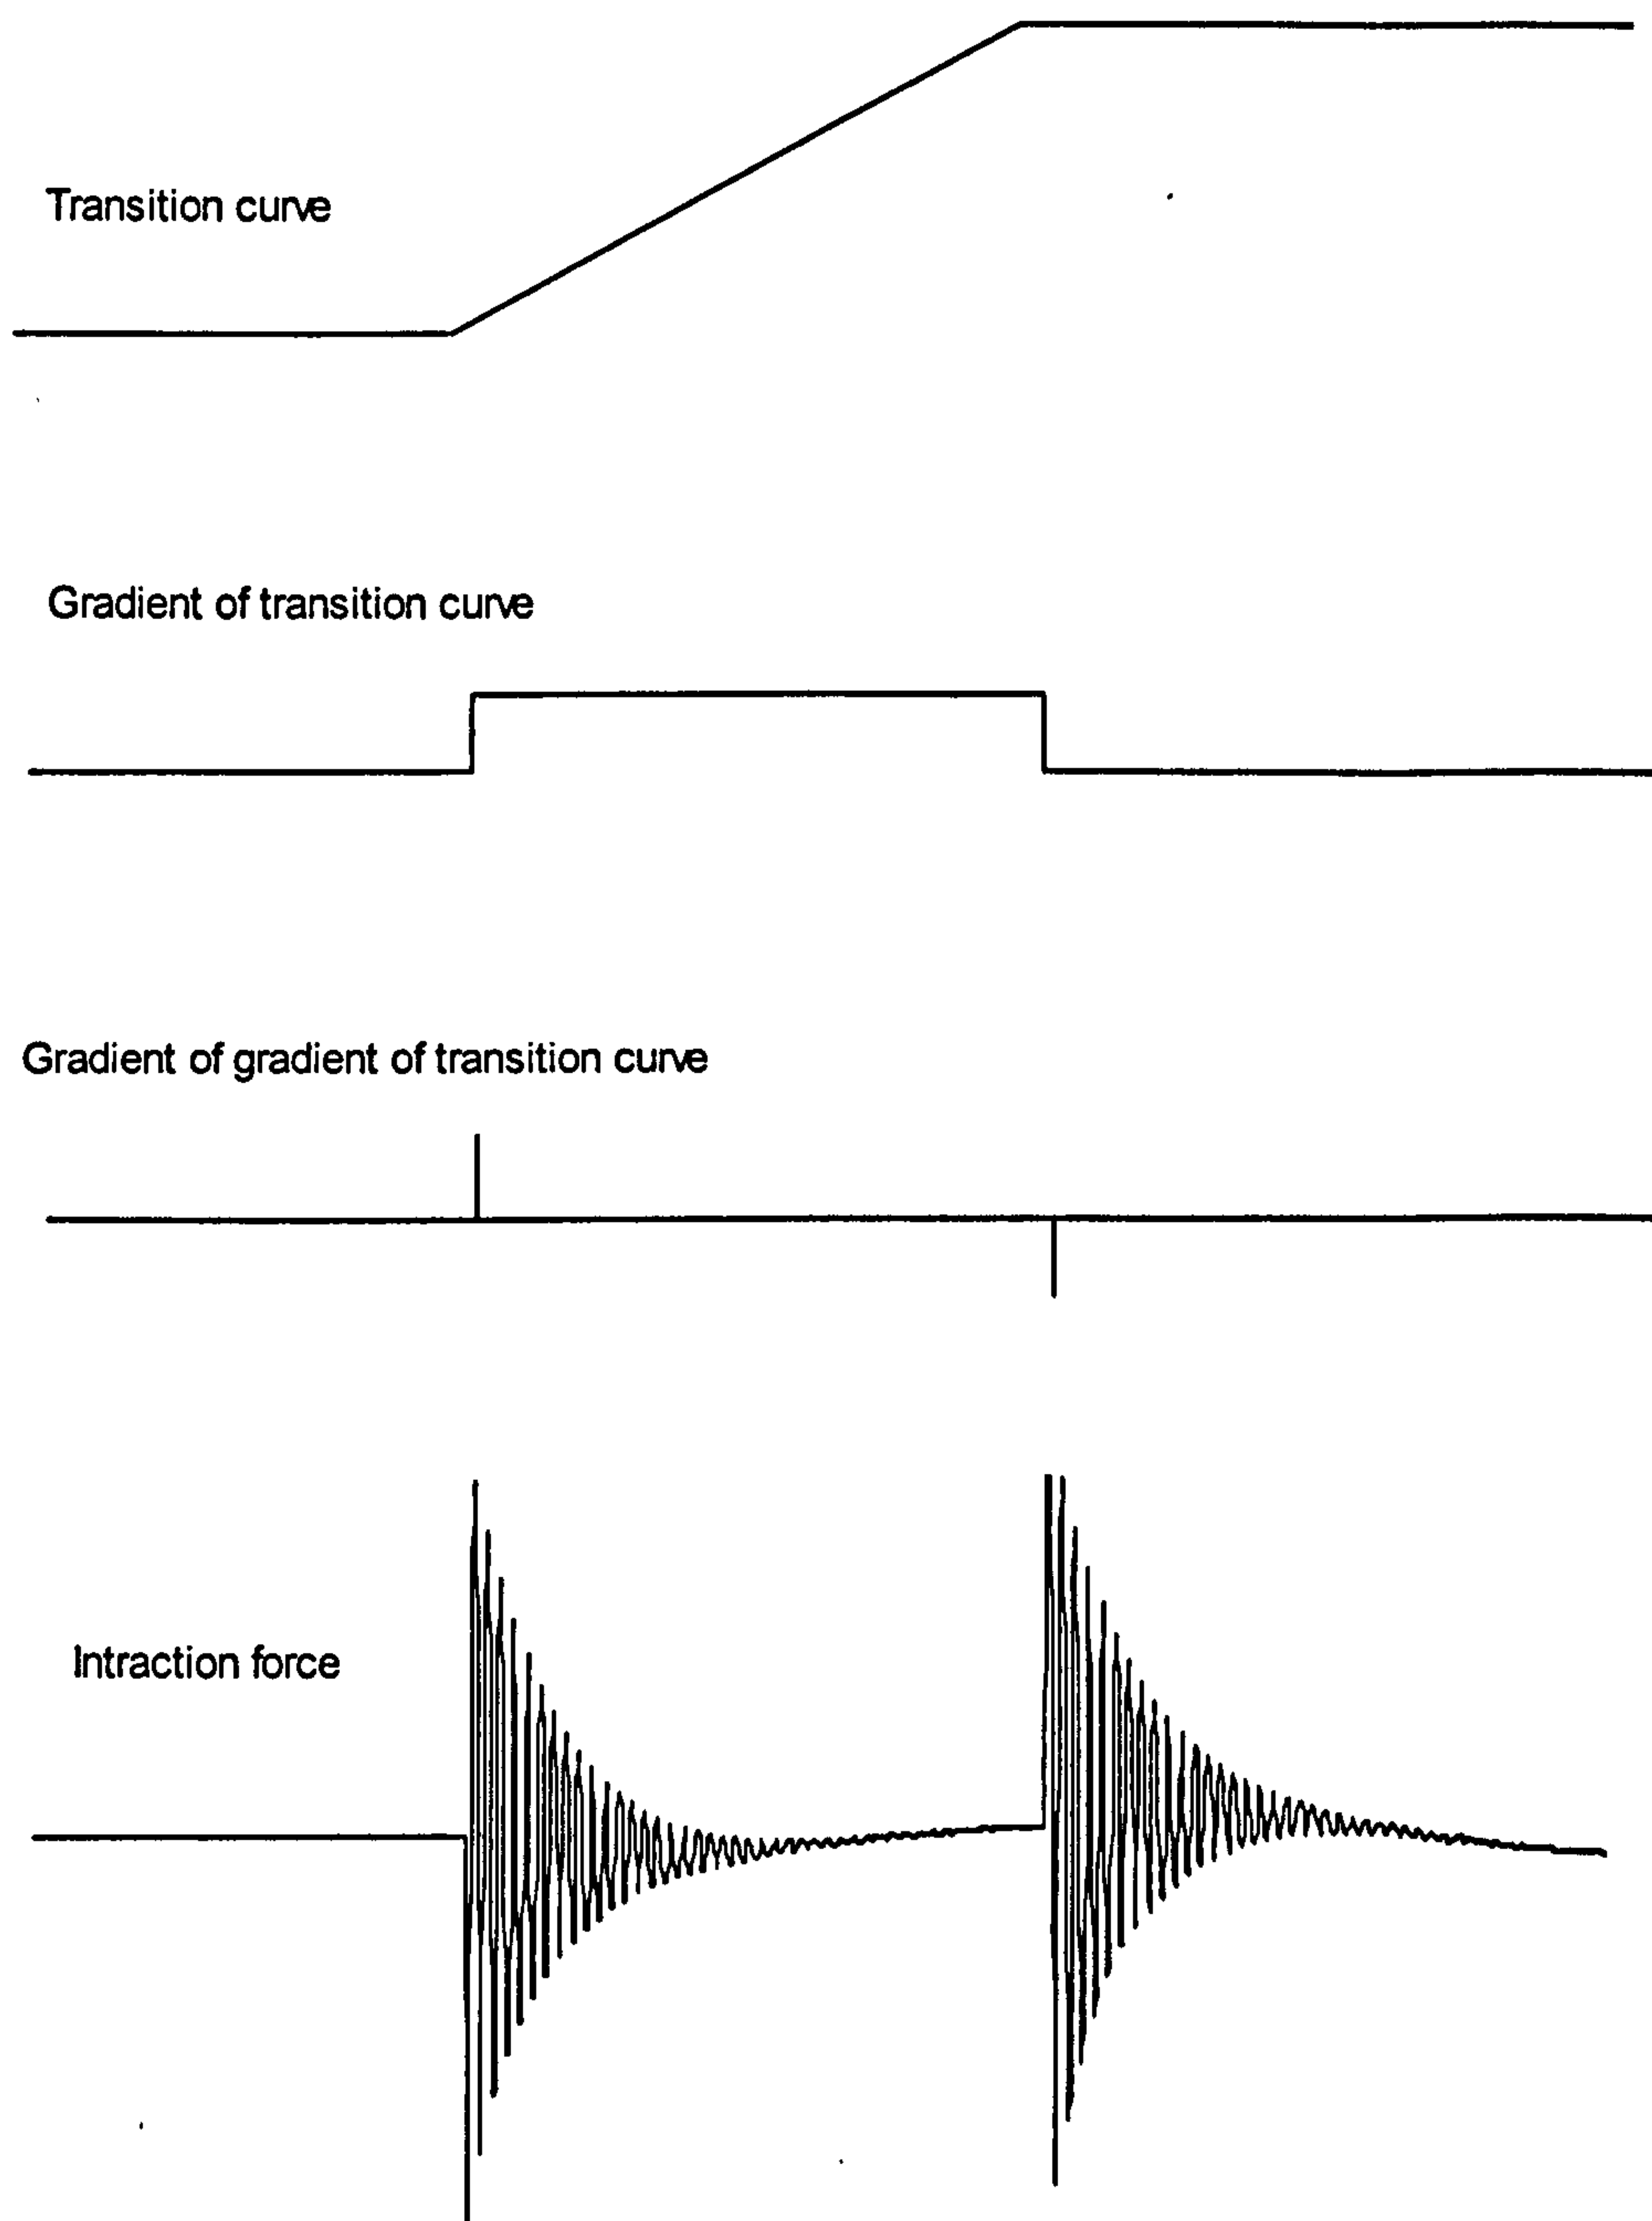 Transition curve
Gradient of transition curve
Gradient of gradient of transition curve
Intraction force